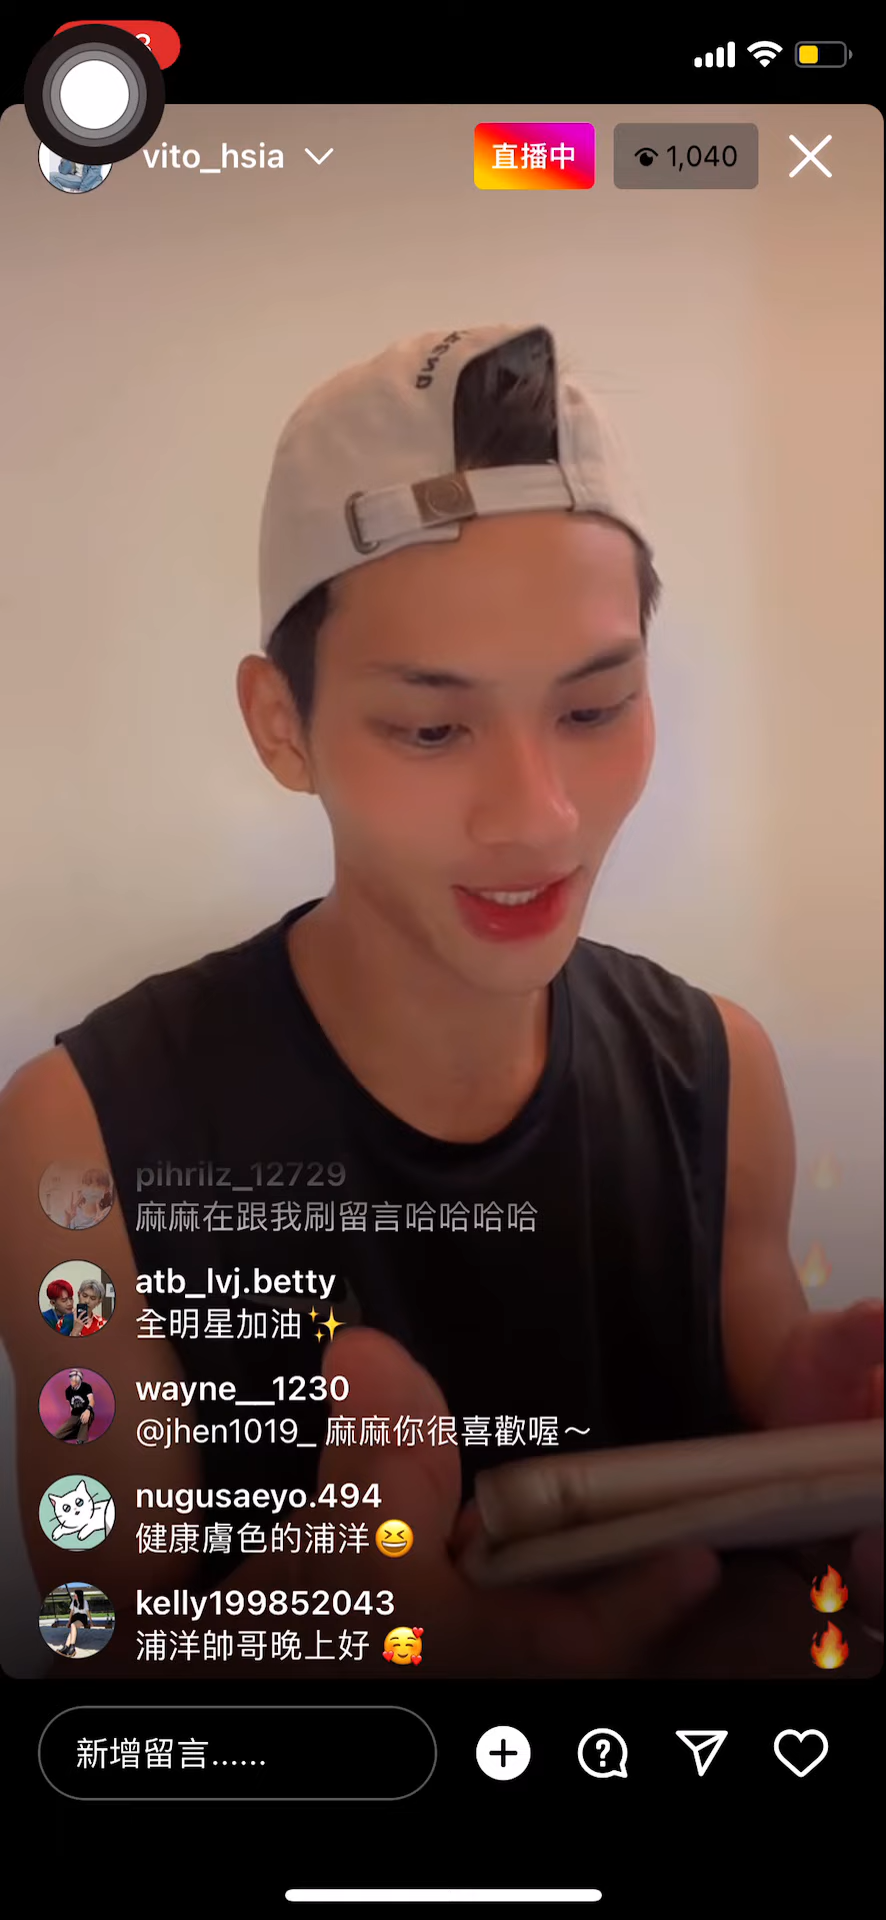 3
vito_hsia
直播中
1,040
pihrilz_12729
麻麻在跟我刷留言哈哈哈哈
atb_lvj.betty
全明星加油✨
wayne__1230
@jhen1019_ 麻麻你很喜歡喔～
nugusaeyo.494
健康膚色的浦洋😆
kelly199852043
浦洋帥哥晚上好 🥰
新增留言......